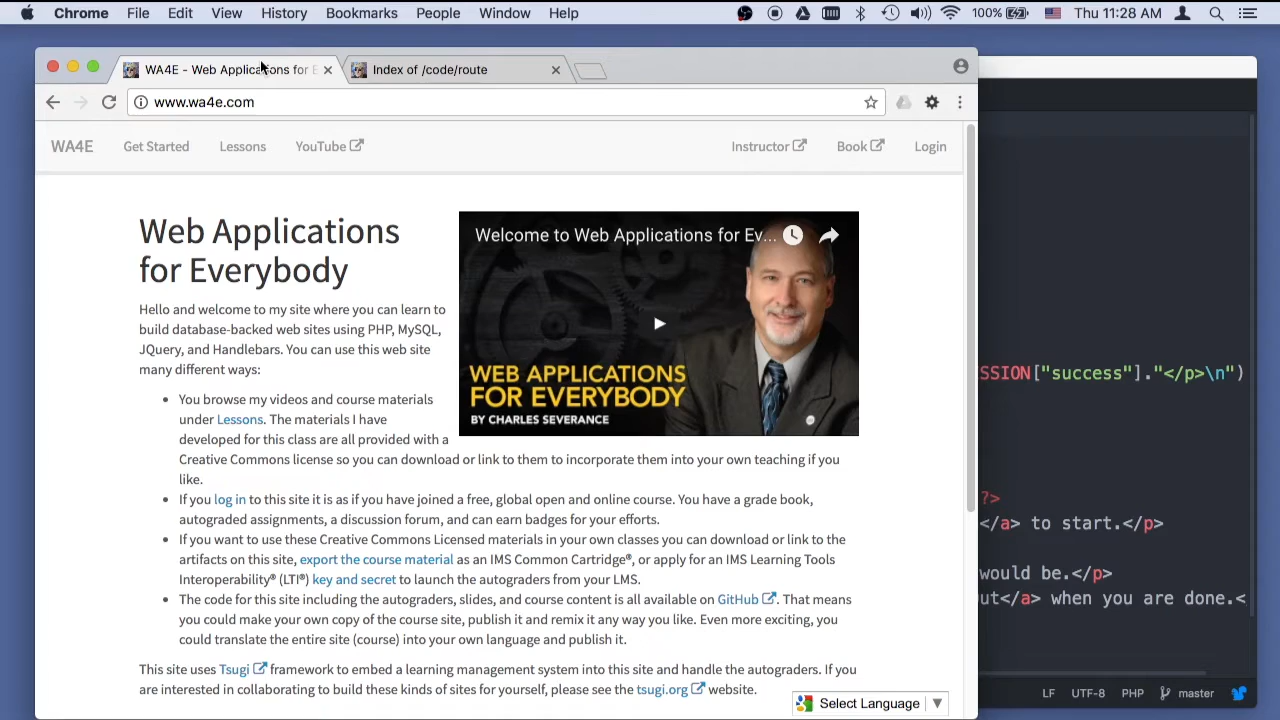 Chrome File Edit View History Bookmarks People Window Help 100% Thu 11:28 AM
WA4E - Web Applications for E
Index of /code/route
www.wa4e.com
WA4E Get Started Lessons YouTube Instructor Book Login
Web Applications
for Everybody
Welcome to Web Applications for Ev...
WEB APPLICATIONS
FOR EVERYBODY
BY CHARLES SEVERANCE
Hello and welcome to my site where you can learn to
build database-backed web sites using PHP, MySQL,
JQuery, and Handlebars. You can use this web site
many different ways:
You browse my videos and course materials
under Lessons. The materials I have
developed for this class are all provided with a
Creative Commons license so you can download or link to them to incorporate them into your own teaching if you
like.
If you log in to this site it is as if you have joined a free, global open and online course. You have a grade book,
autograded assignments, a discussion forum, and can earn badges for your efforts.
If you want to use these Creative Commons Licensed materials in your own classes you can download or link to the
artifacts on this site, export the course material as an IMS Common Cartridge®, or apply for an IMS Learning Tools
Interoperability® (LTI®) key and secret to launch the autograders from your LMS.
The code for this site including the autograders, slides, and course content is all available on GitHub. That means
you could make your own copy of the course site, publish it and remix it any way you like. Even more exciting, you
could translate the entire site (course) into your own language and publish it.
This site uses Tsugi framework to embed a learning management system into this site and handle the autograders. If you
are interested in collaborating to build these kinds of sites for yourself, please see the tsugi.org website.
Select Language ▼
SSION["success"]."</p>\n")
?>
</a> to start.</p>
would be.</p>
ut</a> when you are done.<
LF UTF-8 PHP master